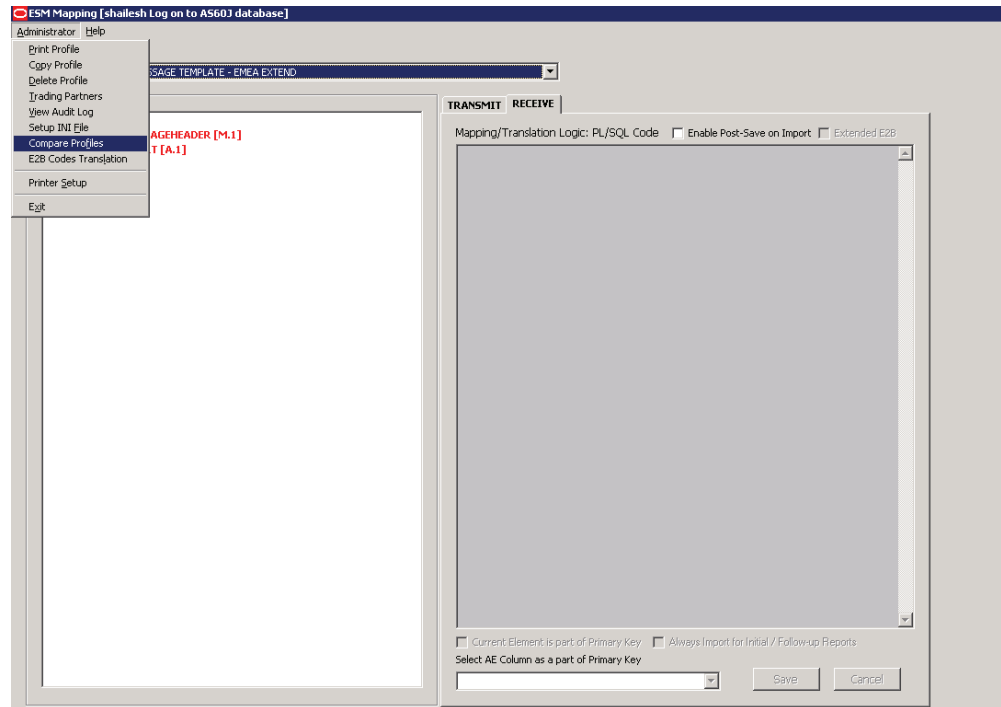 ESM Mapping [shailesh Log on to AS60J database]
Administrator Help
Print Profile
Copy Profile
SSAGE TEMPLATE - EMEA EXTEND
Delete Profile
Trading Partners
View Audit Log
Setup INI File
Compare Profiles
E2B Codes Translation
Printer Setup
Exit
AGEHEADER [M.1]
T [A.1]
TRANSMIT RECEIVE
Mapping/Translation Logic: PL/SQL Code Enable Post-Save on Import Extended E2B
Current Element is part of Primary Key Always Import for Initial / Follow-up Reports
Select AE Column as a part of Primary Key
Save Cancel